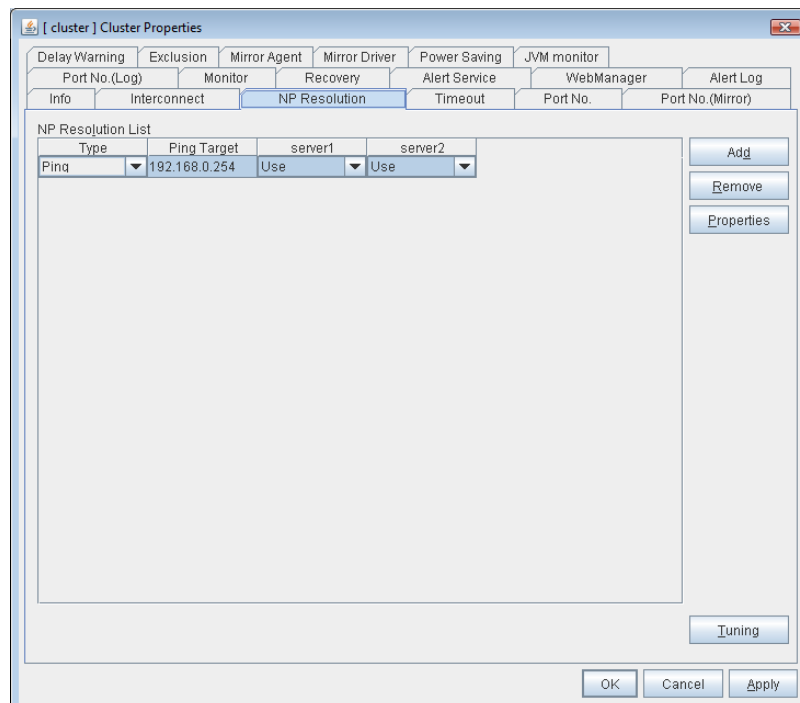 [ cluster ] Cluster Properties
Delay Warning Exclusion Mirror Agent Mirror Driver Power Saving JVM monitor
Port No.(Log) Monitor Recovery Alert Service WebManager Alert Log
Info Interconnect NP Resolution Timeout Port No. Port No.(Mirror)
NP Resolution List
Type Ping Target server1 server2
Ping 192.168.0.254 Use Use
Add
Remove
Properties
Tuning
OK Cancel Apply